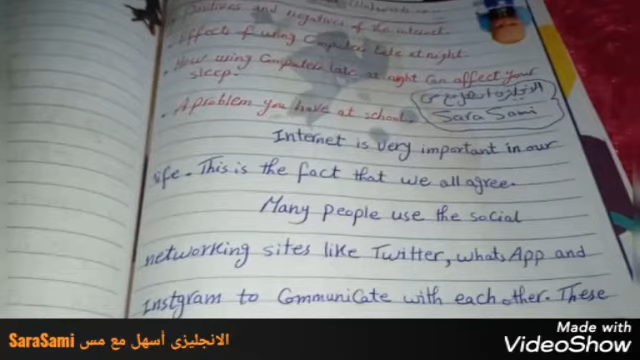 • Positives and negatives of the internet.
• Effects of using Computer late at night.
• How using Computer late at night Can affect your
sleep.
• A problem you have at school.
الانجليزى أسهل مع مس
Sara Sami
Internet is very important in our
life. This is the fact that we all agree.
Many people use the social
networking sites like Twitter, whatsApp and
Instgram to Communicate with each other. These
الانجليزى أسهل مع مس SaraSami
Made with
VideoShow